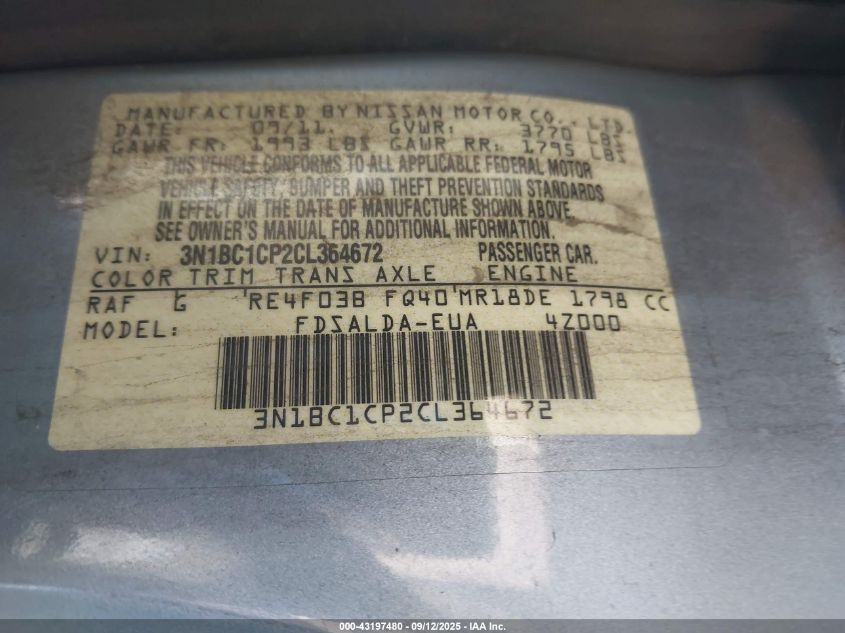 MANUFACTURED BY NISSAN MOTOR CO., LTD.
DATE: 09/11. GVWR: 3770 LBS
GAWR FR: 1993 LBS GAWR RR: 1795 LBS
THIS VEHICLE CONFORMS TO ALL APPLICABLE FEDERAL MOTOR
VEHICLE SAFETY, BUMPER AND THEFT PREVENTION STANDARDS
IN EFFECT ON THE DATE OF MANUFACTURE SHOWN ABOVE.
SEE OWNER'S MANUAL FOR ADDITIONAL INFORMATION.
VIN: 3N1BC1CP2CL364672 PASSENGER CAR.
COLOR TRIM TRANS AXLE ENGINE
RAF G RE4F03B FQ40 MR18DE 1798 CC
MODEL: FDSALDA-EUA 4Z000
3N1BC1CP2CL364672
000-43197480 - 09/12/2025 - IAA Inc.